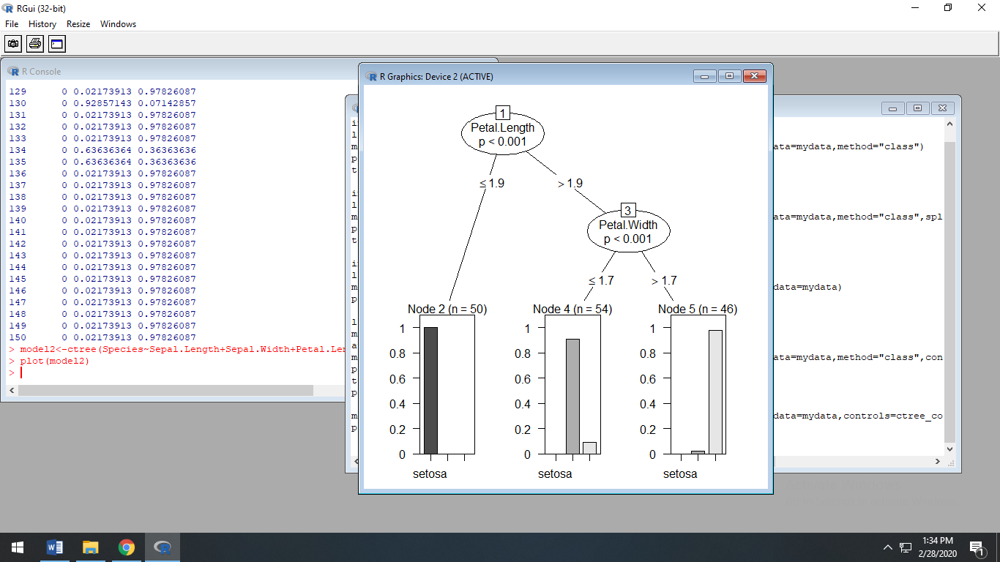 RGui (32-bit)
File History Resize Windows
R Console
129 0 0.02173913 0.97826087
130 0 0.92857143 0.07142857
131 0 0.02173913 0.97826087
132 0 0.02173913 0.97826087
133 0 0.02173913 0.97826087
134 0 0.63636364 0.36363636
135 0 0.63636364 0.36363636
136 0 0.02173913 0.97826087
137 0 0.02173913 0.97826087
138 0 0.02173913 0.97826087
139 0 0.02173913 0.97826087
140 0 0.02173913 0.97826087
141 0 0.02173913 0.97826087
142 0 0.02173913 0.97826087
143 0 0.02173913 0.97826087
144 0 0.02173913 0.97826087
145 0 0.02173913 0.97826087
146 0 0.02173913 0.97826087
147 0 0.02173913 0.97826087
148 0 0.02173913 0.97826087
149 0 0.02173913 0.97826087
150 0 0.02173913 0.97826087
> model2<-ctree(Species~Sepal.Length+Sepal.Width+Petal.Len
> plot(model2)
>
R Graphics: Device 2 (ACTIVE)
1
Petal.Length
p < 0.001
≤ 1.9 > 1.9
3
Petal.Width
p < 0.001
≤ 1.7 > 1.7
Node 2 (n = 50) Node 4 (n = 54) Node 5 (n = 46)
1 1 1
0.8 0.8 0.8
0.6 0.6 0.6
0.4 0.4 0.4
0.2 0.2 0.2
0 0 0
setosa setosa setosa
ata=mydata,method="class")
ata=mydata,method="class",spl
ata=mydata)
ata=mydata,method="class",con
data=mydata,controls=ctree_co
1:34 PM
2/28/2020
1